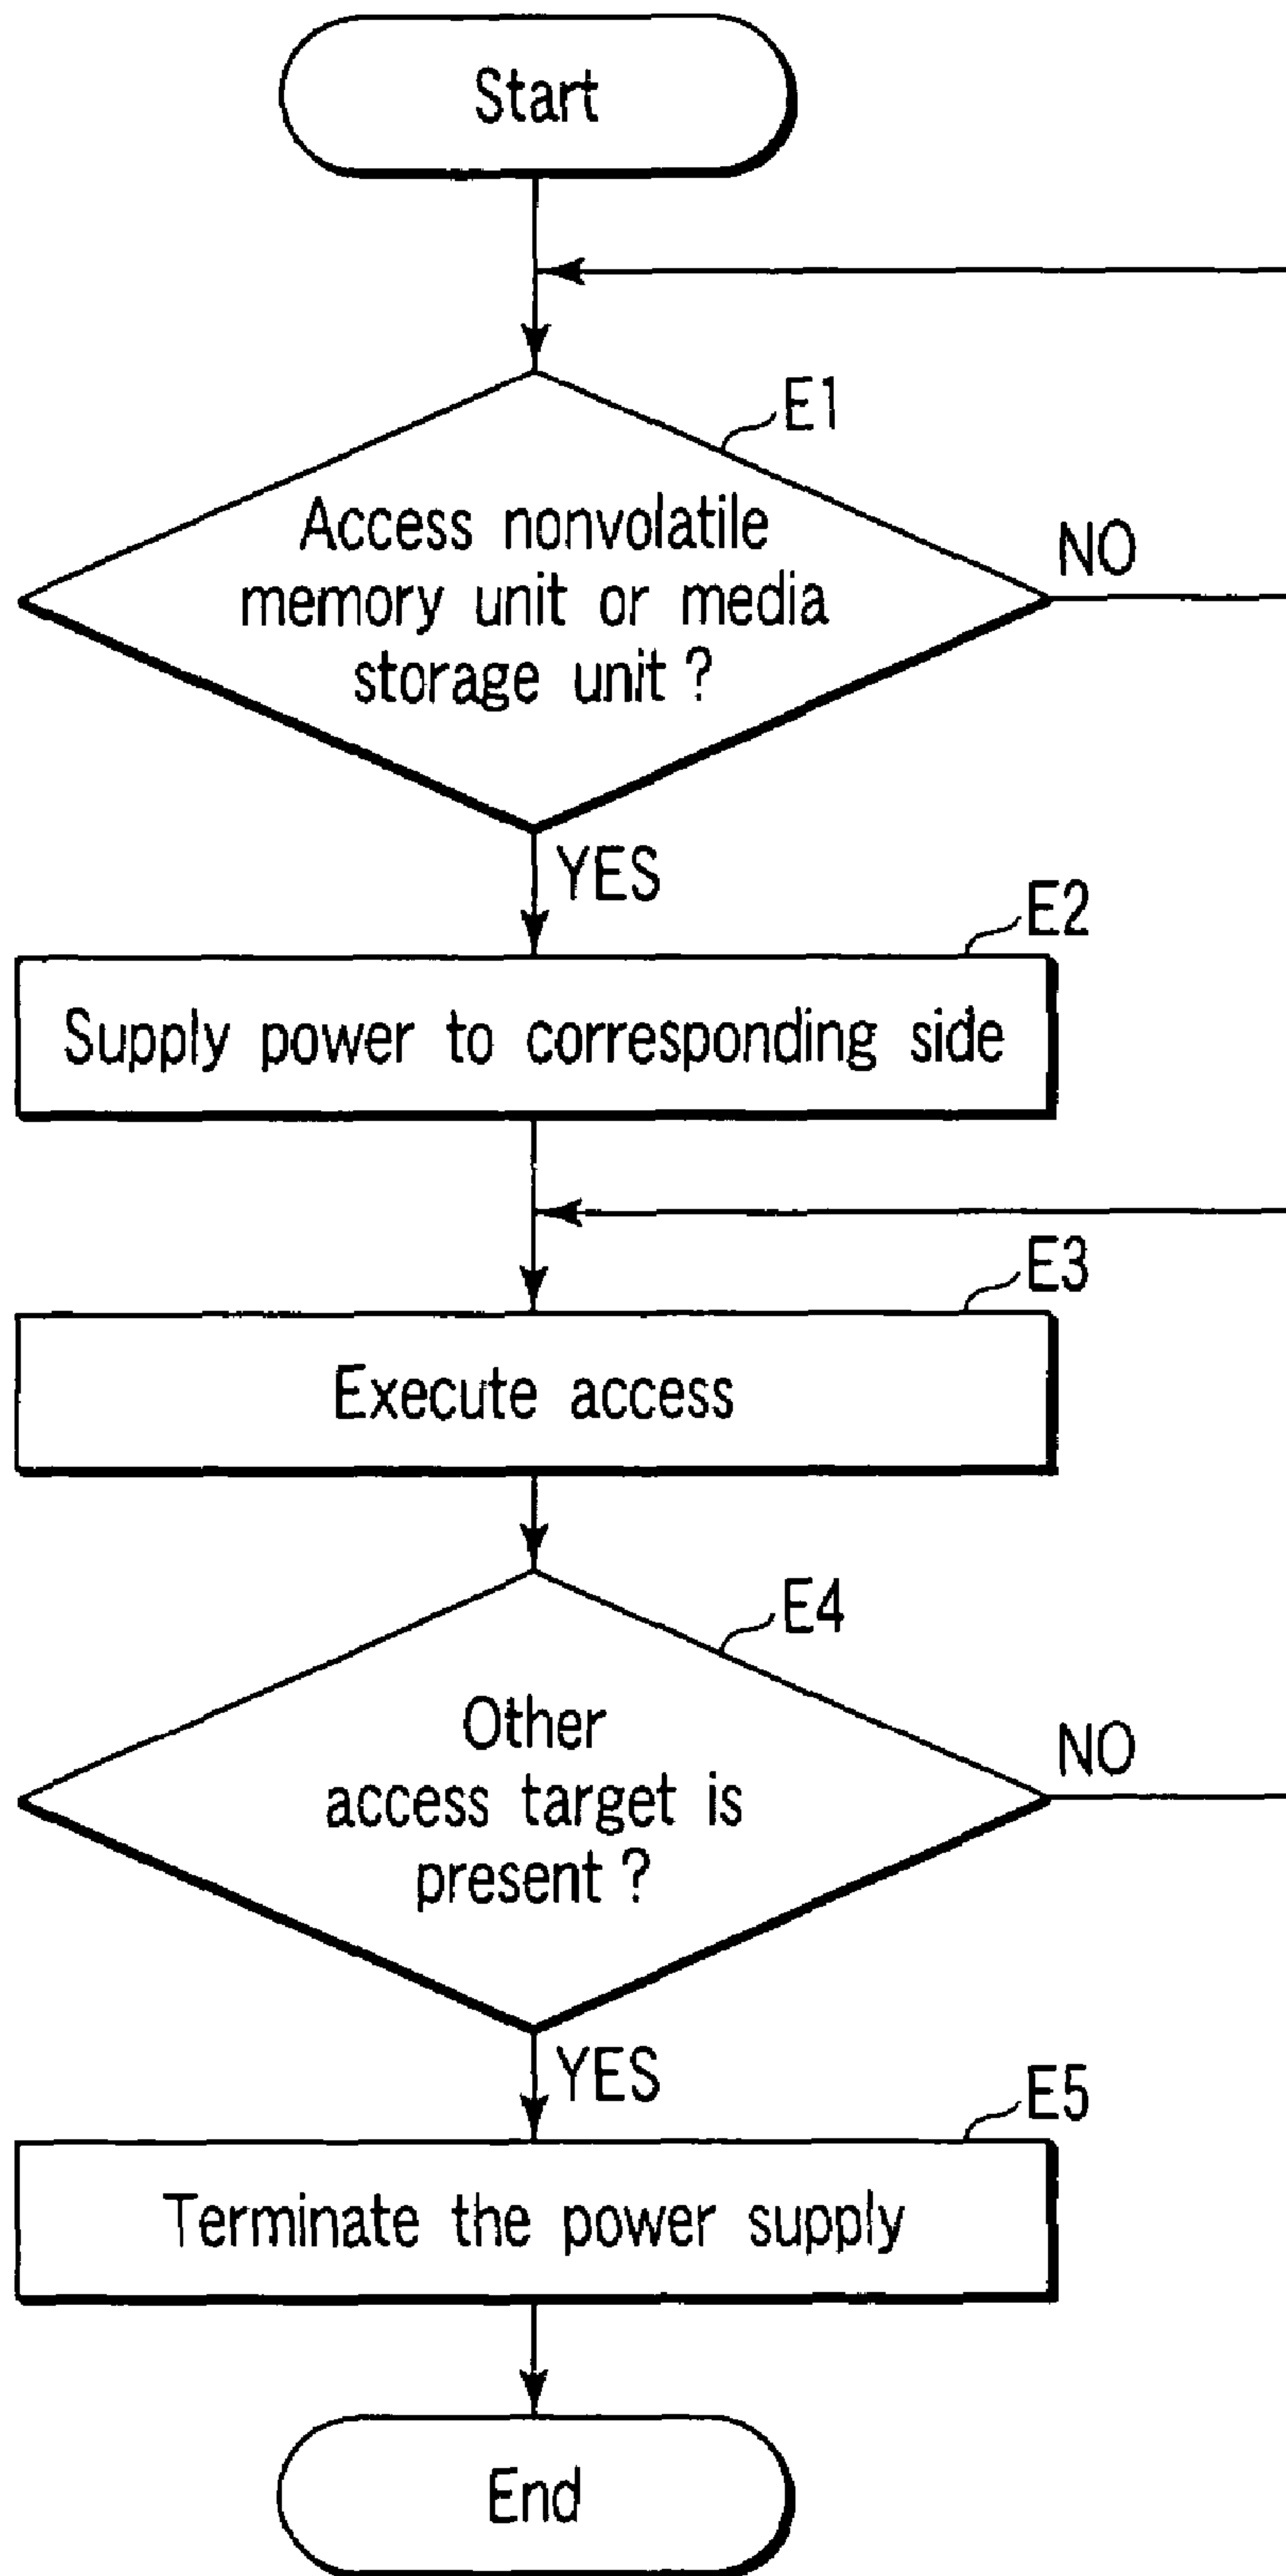 Start
E1
Access nonvolatile
memory unit or media
storage unit ?
NO
YES
E2
Supply power to corresponding side
E3
Execute access
E4
Other
access target is
present ?
NO
YES
E5
Terminate the power supply
End